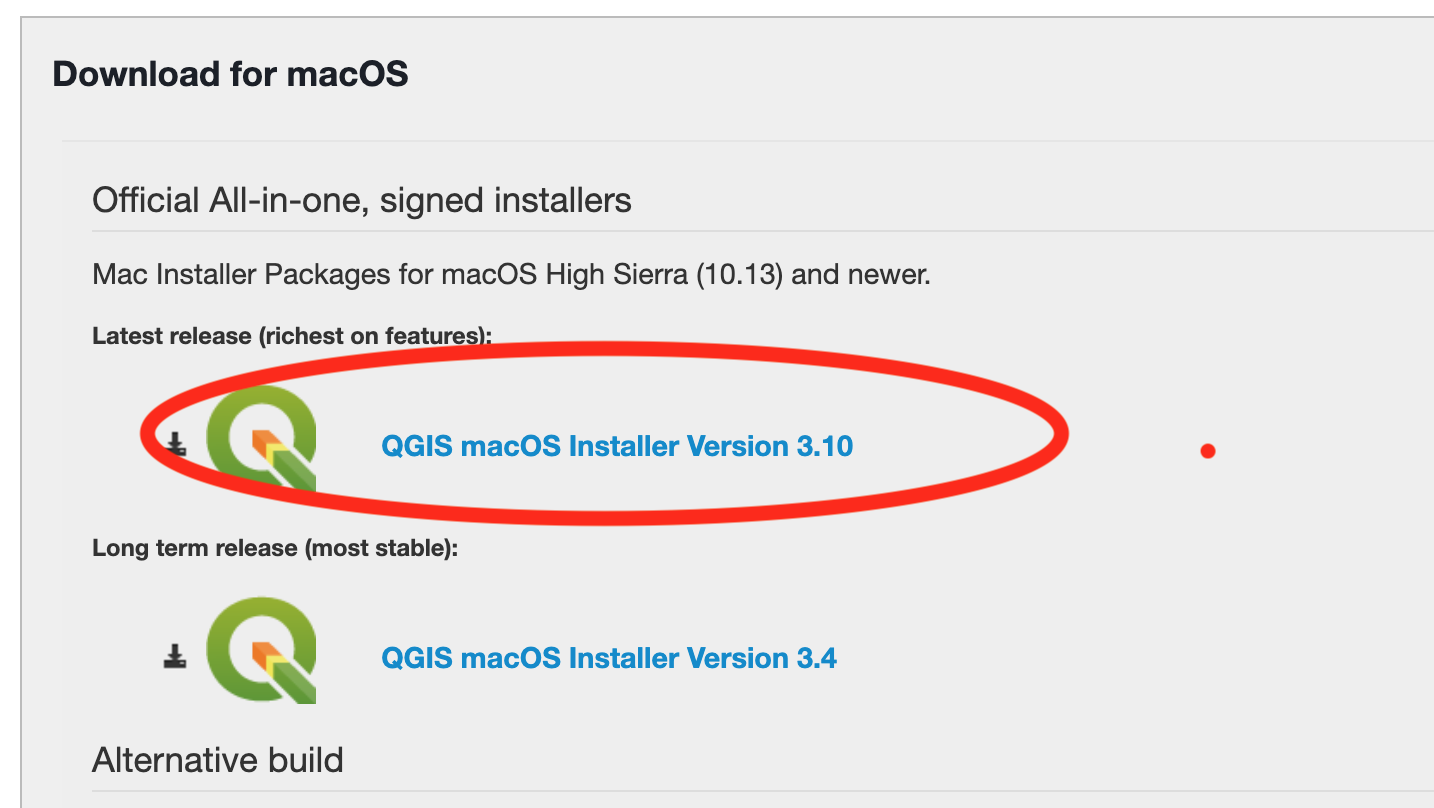 Download for macOS
Official All-in-one, signed installers
Mac Installer Packages for macOS High Sierra (10.13) and newer.
Latest release (richest on features):
QGIS macOS Installer Version 3.10
Long term release (most stable):
QGIS macOS Installer Version 3.4
Alternative build